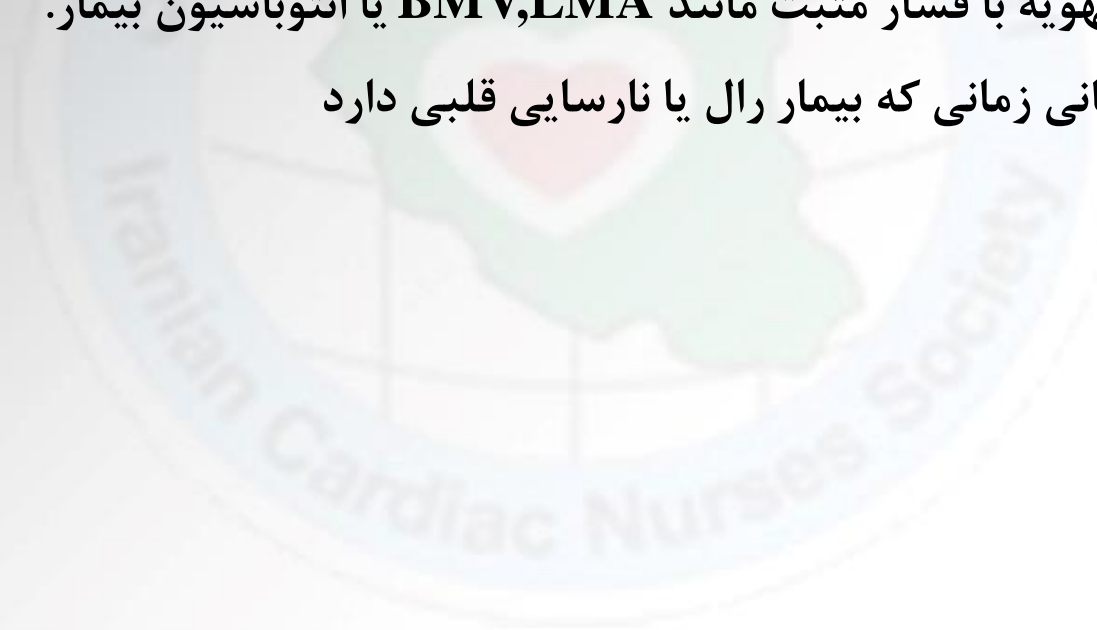 تهویه با فشار مثبت مانند BMV,LMA یا انتوباسیون بیمار.
زمانی که بیمار رال یا نارسایی قلبی دارد
Iranian Cardiac Nurses Society